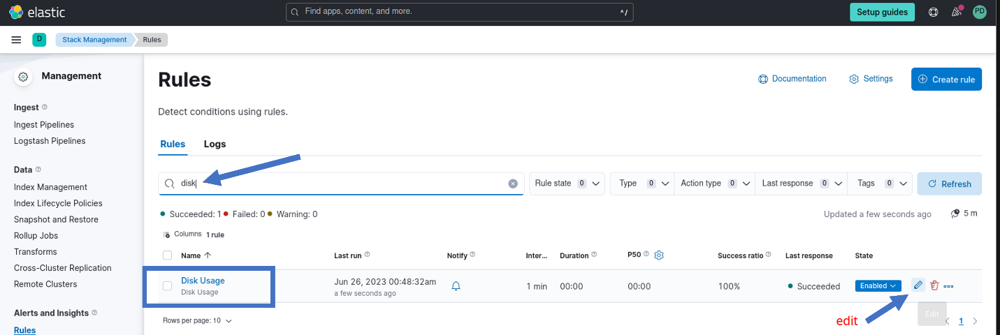 elastic
Find apps, content, and more.
^/
Setup guides
PD
D
Stack Management
Rules
Management
Ingest
Ingest Pipelines
Logstash Pipelines
Data
Index Management
Index Lifecycle Policies
Snapshot and Restore
Rollup Jobs
Transforms
Cross-Cluster Replication
Remote Clusters
Alerts and Insights
Rules
Rules
Documentation
Settings
Create rule
Detect conditions using rules.
Rules Logs
disk
Rule state 0
Type 0
Action type 0
Last response 0
Tags 0
Refresh
Succeeded: 1 Failed: 0 Warning: 0
Updated a few seconds ago
5 m
Columns 1 rule
Name Last run Notify Inter... Duration P50 Success ratio Last response State
Disk Usage
Disk Usage
Jun 26, 2023 00:48:32am
a few seconds ago
1 min 00:00 00:00 100% Succeeded Enabled
Rows per page: 10
edit
Edit
1